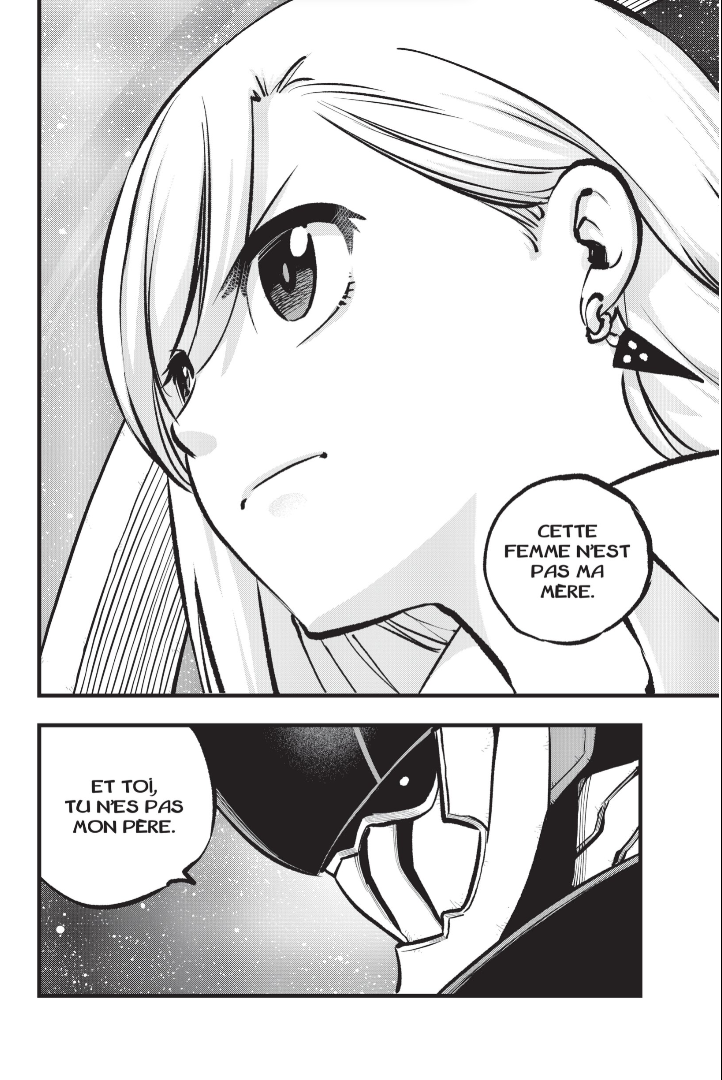 CETTE
FEMME N'EST
PAS MA
MÈRE.
ET TOI,
TU N'ES PAS
MON PÈRE.